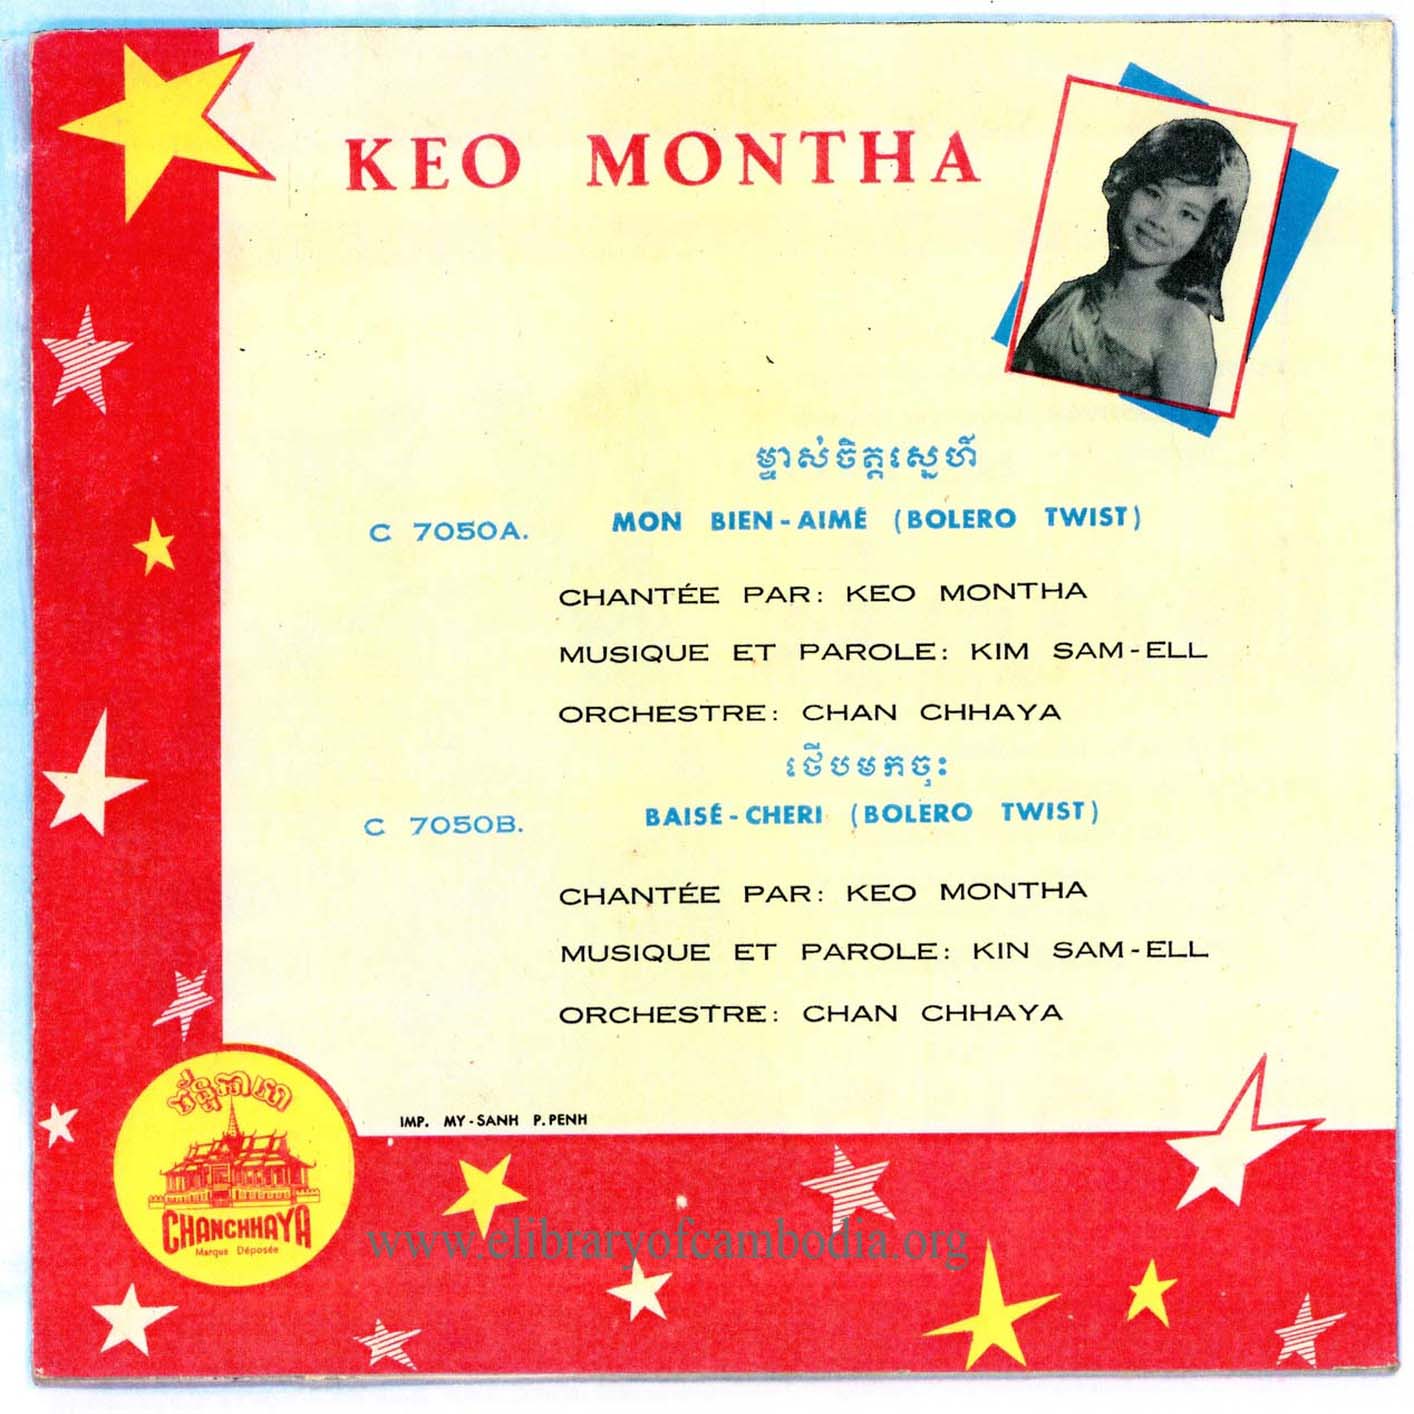 KEO MONTHA
ម្ចាស់ចិត្តស្នេហ៍
C 7050A. MON BIEN-AIMÉ (BOLERO TWIST)
CHANTÉE PAR: KEO MONTHA
MUSIQUE ET PAROLE: KIM SAM-ELL
ORCHESTRE: CHAN CHHAYA
ថើបមកចុះ
C 7050B. BAISÉ-CHERI (BOLERO TWIST)
CHANTÉE PAR: KEO MONTHA
MUSIQUE ET PAROLE: KIN SAM-ELL
ORCHESTRE: CHAN CHHAYA
IMP. MY-SANH P.PENH
ច័ន្ទឆាយា
CHANCHHAYA
Marque Déposée
www.elibraryofcambodia.org